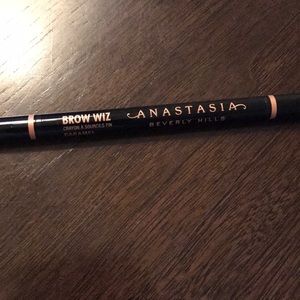 BROW WIZ
CRAYON À SOURCILS FIN
CARAMEL
ANASTASIA
BEVERLY HILLS